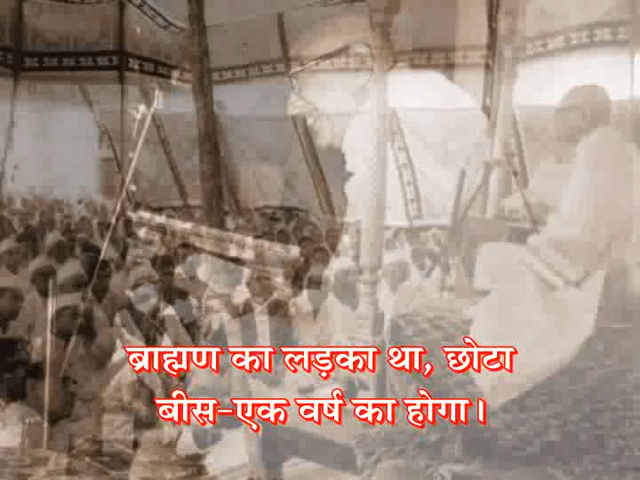 ब्राह्मण का लड़का था, छोटा
बीस-एक वर्ष का होगा।